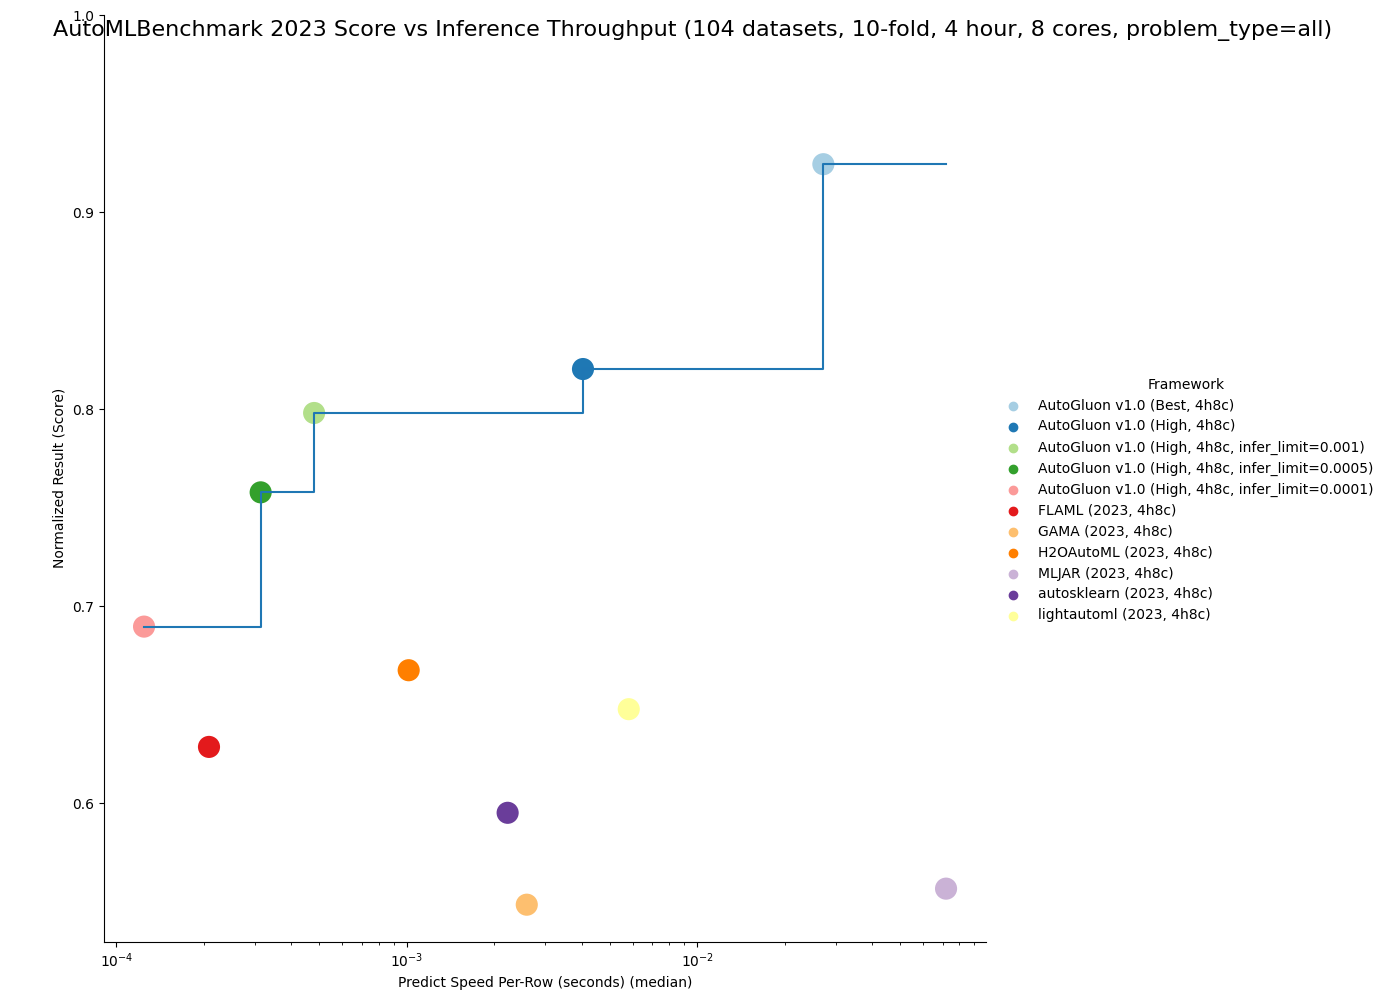 AutoMLBenchmark 2023 Score vs Inference Throughput (104 datasets, 10-fold, 4 hour, 8 cores, problem_type=all)
1.0
0.9
0.8
0.7
0.6
Normalized Result (Score)
10⁻⁴
10⁻³
10⁻²
Predict Speed Per-Row (seconds) (median)
Framework
AutoGluon v1.0 (Best, 4h8c)
AutoGluon v1.0 (High, 4h8c)
AutoGluon v1.0 (High, 4h8c, infer_limit=0.001)
AutoGluon v1.0 (High, 4h8c, infer_limit=0.0005)
AutoGluon v1.0 (High, 4h8c, infer_limit=0.0001)
FLAML (2023, 4h8c)
GAMA (2023, 4h8c)
H2OAutoML (2023, 4h8c)
MLJAR (2023, 4h8c)
autosklearn (2023, 4h8c)
lightautoml (2023, 4h8c)